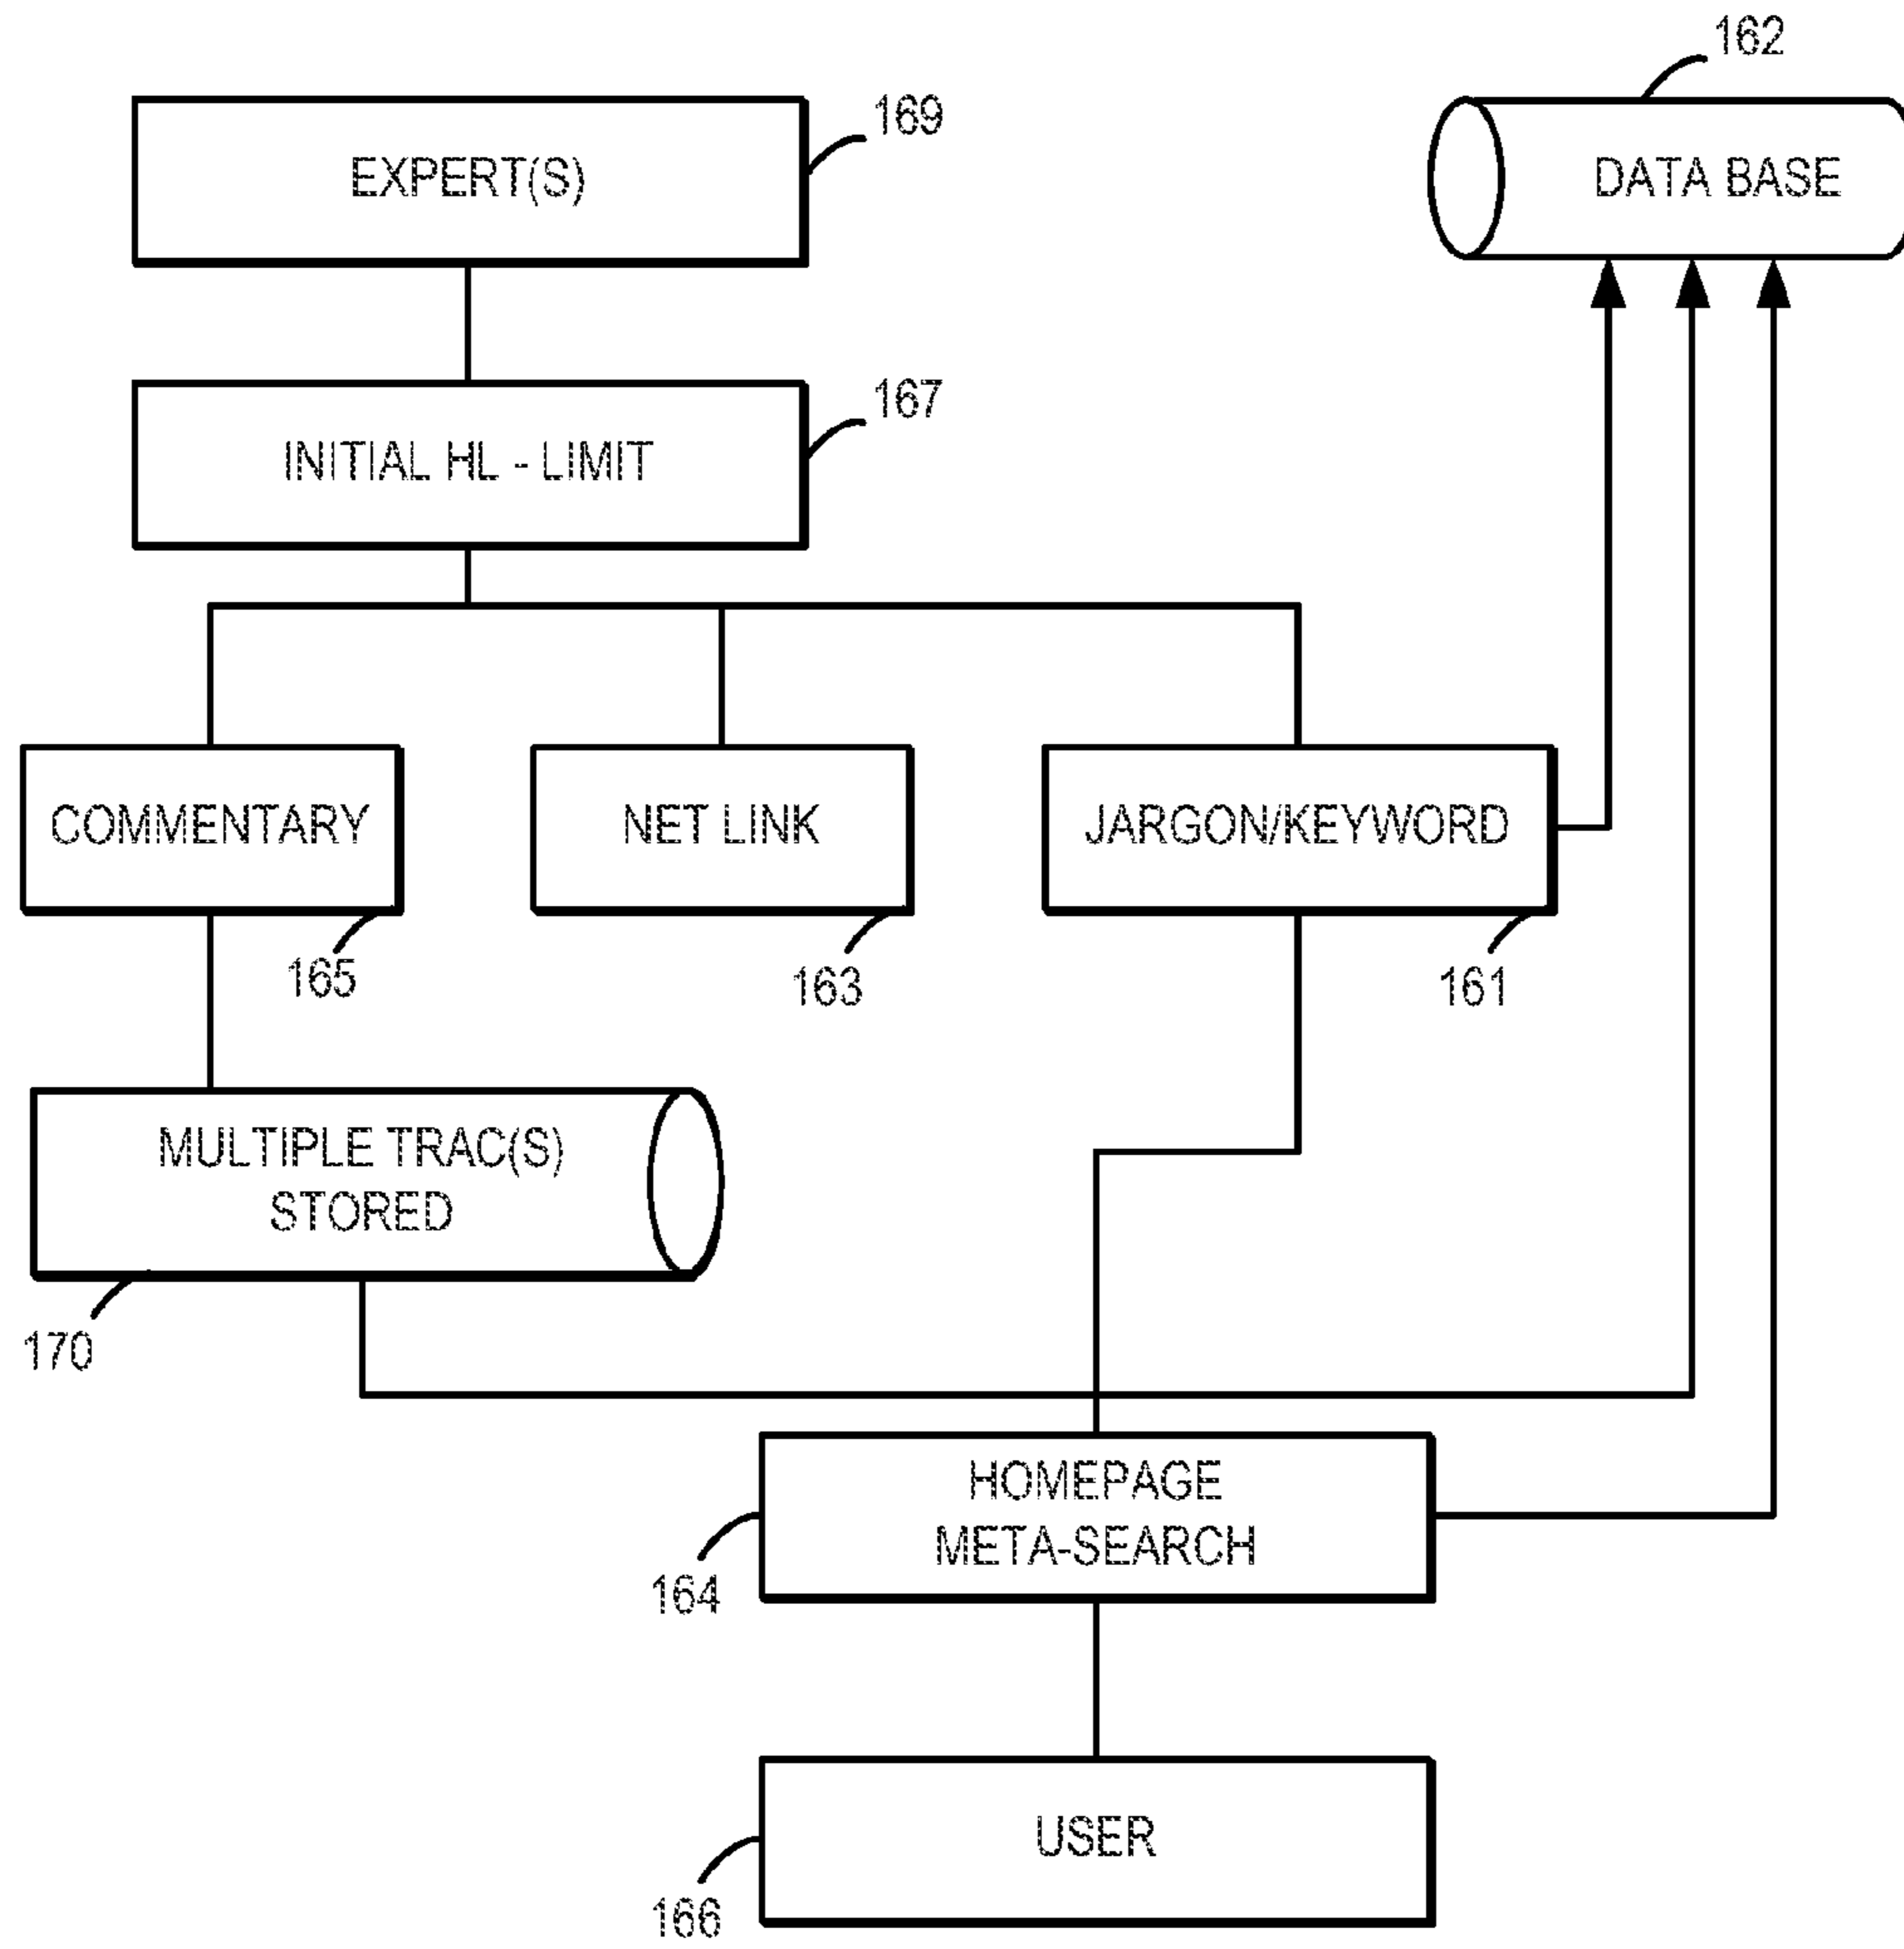 162
169
EXPERT(S)
DATA BASE
167
INITIAL HL - LIMIT
COMMENTARY
NET LINK
JARGON/KEYWORD
165
163
161
MULTIPLE TRAC(S)
STORED
170
HOMEPAGE
META-SEARCH
164
USER
166